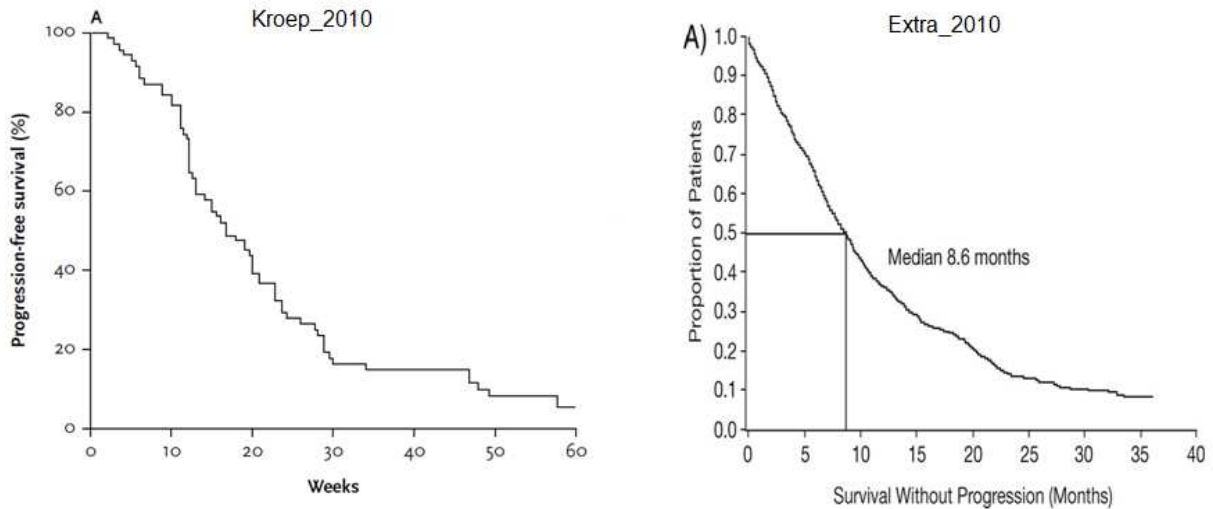 A
Kroep_2010
Progression-free survival (%)
100
80
60
40
20
0
0 10 20 30 40 50 60
Weeks
A)
Extra_2010
Proportion of Patients
1.0
0.9
0.8
0.7
0.6
0.5
0.4
0.3
0.2
0.1
0.0
Median 8.6 months
0 5 10 15 20 25 30 35 40
Survival Without Progression (Months)